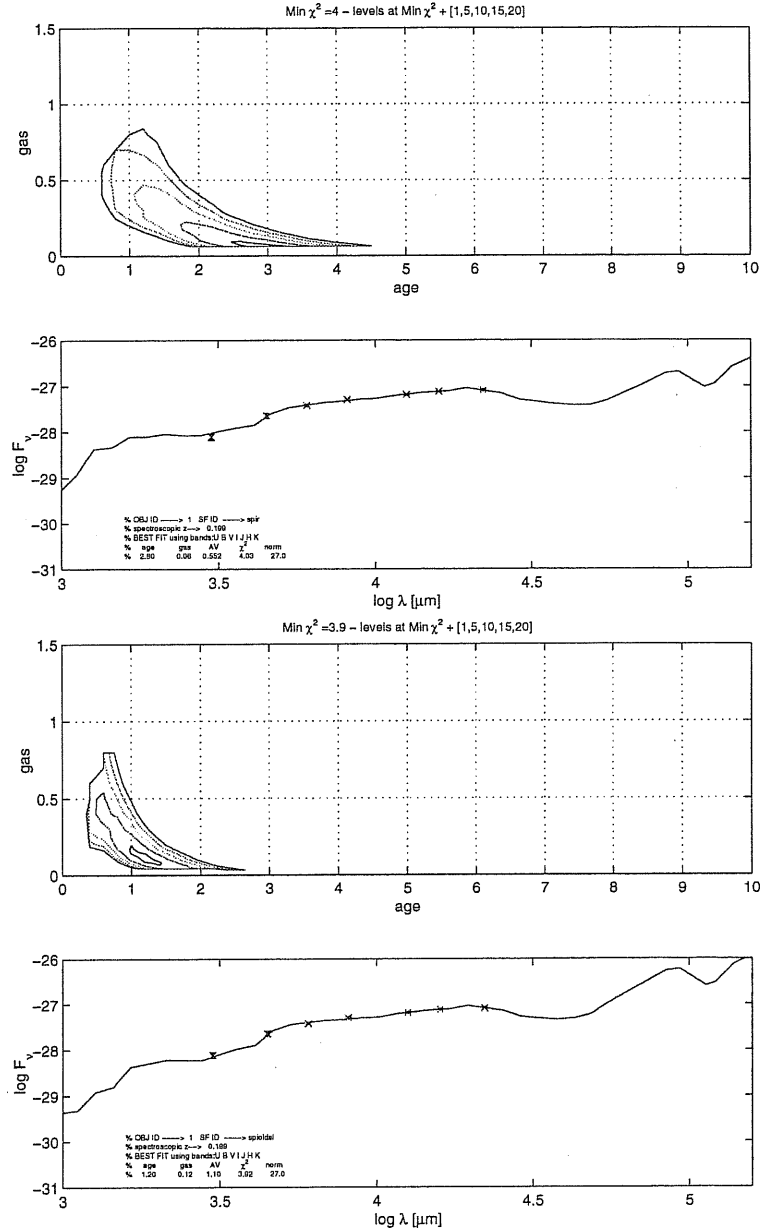 Min χ² =4 – levels at Min χ² + [1,5,10,15,20]
1.5
1
0.5
0
gas
0 1 2 3 4 5 6 7 8 9 10
age
−26
−27
−28
−29
−30
−31
log Fν
% OBJ ID ----> 1 SF ID ----> spir
% spectroscopic z--> 0.199
% BEST FIT using bands:U B V I J H K
% age gas AV χ² norm
% 2.80 0.08 0.552 4.03 27.0
3 3.5 4 4.5 5
log λ [μm]
Min χ² =3.9 – levels at Min χ² + [1,5,10,15,20]
1.5
1
0.5
0
gas
0 1 2 3 4 5 6 7 8 9 10
age
−26
−27
−28
−29
−30
−31
log Fν
% OBJ ID ----> 1 SF ID ----> spioldal
% spectroscopic z--> 0.199
% BEST FIT using bands:U B V I J H K
% age gas AV χ² norm
% 1.20 0.12 1.10 3.92 27.0
3 3.5 4 4.5 5
log λ [μm]